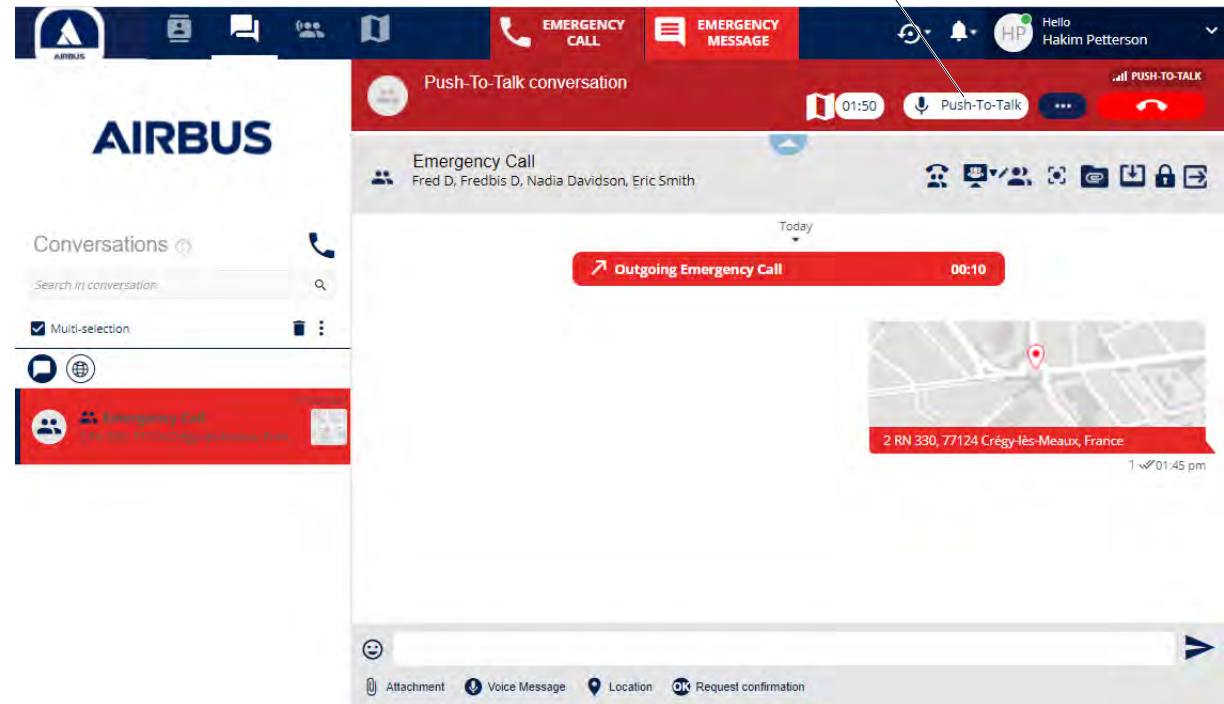 AIRBUS
EMERGENCY
CALL
EMERGENCY
MESSAGE
HP
Hello
Hakim Petterson
AIRBUS
Push-To-Talk conversation
PUSH-TO-TALK
01:50
Push-To-Talk
Emergency Call
Fred D, Fredbis D, Nadia Davidson, Eric Smith
Conversations
Search in conversation
Multi-selection
Emergency Call
Today
Outgoing Emergency Call 00:10
2 RN 330, 77124 Crégy-lès-Meaux, France
1 01:45 pm
Attachment Voice Message Location OK Request confirmation